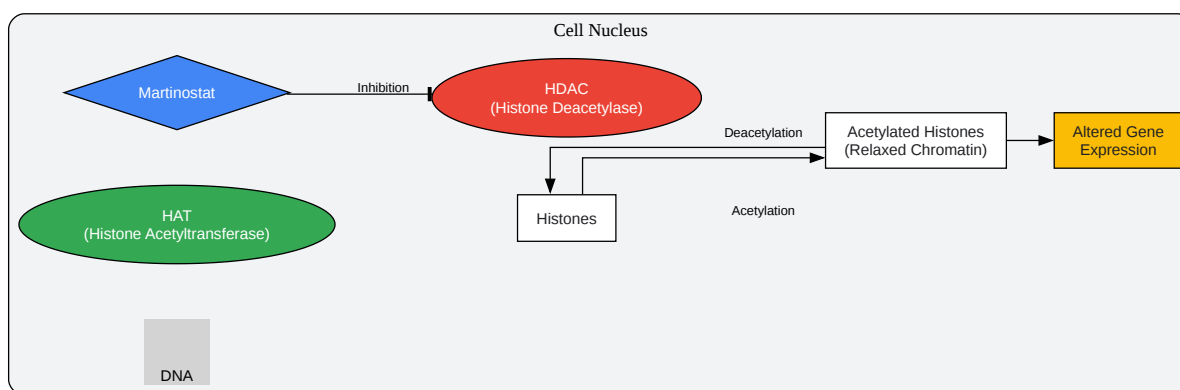 Cell Nucleus
Martinostat
Inhibition
HDAC
(Histone Deacetylase)
Deacetylation
Acetylated Histones
(Relaxed Chromatin)
Altered Gene
Expression
HAT
(Histone Acetyltransferase)
Histones
Acetylation
DNA